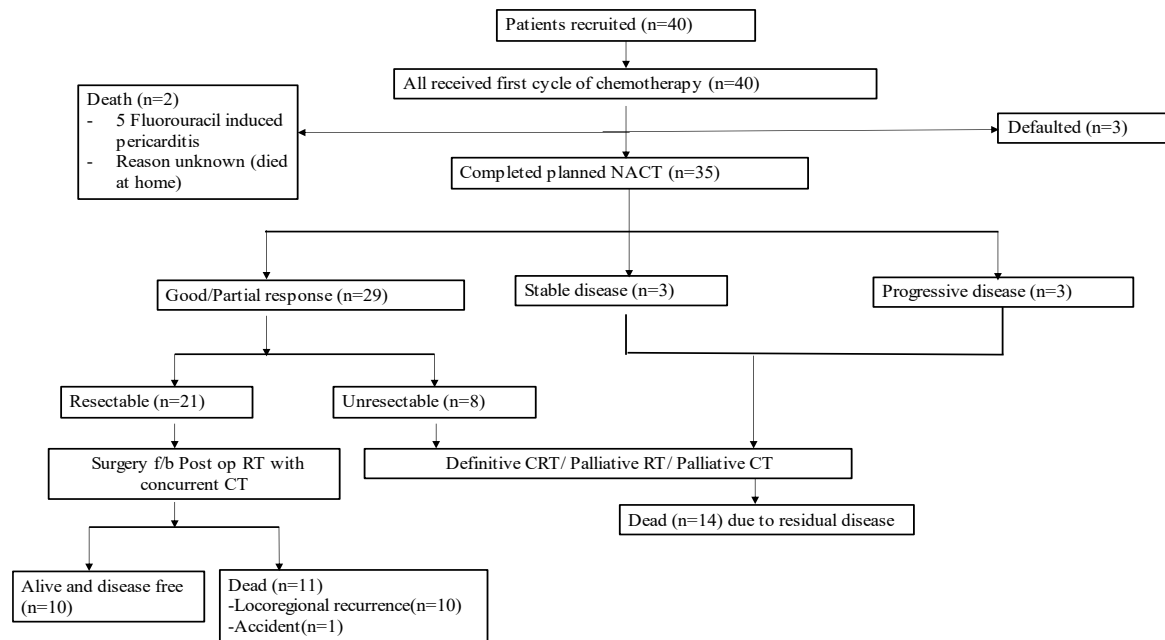 Patients recruited (n=40)
All received first cycle of chemotherapy (n=40)
Death (n=2)
- 5 Fluorouracil induced
pericarditis
- Reason unknown (died
at home)
Defaulted (n=3)
Completed planned NACT (n=35)
Good/Partial response (n=29)
Stable disease (n=3)
Progressive disease (n=3)
Resectable (n=21)
Unresectable (n=8)
Surgery f/b Post op RT with
concurrent CT
Definitive CRT/ Palliative RT/ Palliative CT
Dead (n=14) due to residual disease
Alive and disease free
(n=10)
Dead (n=11)
-Locoregional recurrence(n=10)
-Accident(n=1)